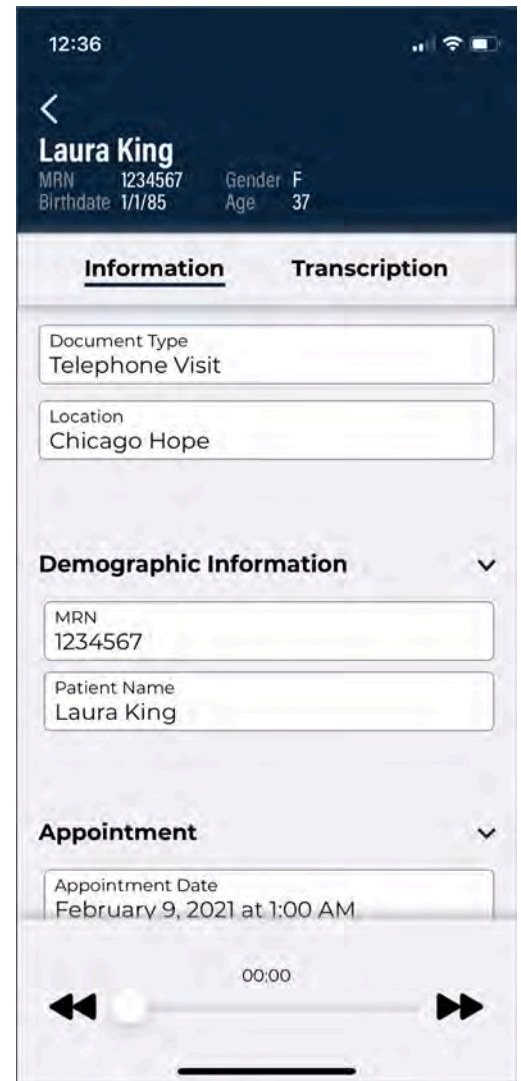 12:36
Laura King
MRN 1234567 Gender F
Birthdate 1/1/85 Age 37
Information Transcription
Document Type
Telephone Visit
Location
Chicago Hope
Demographic Information
MRN
1234567
Patient Name
Laura King
Appointment
Appointment Date
February 9, 2021 at 1:00 AM
00:00